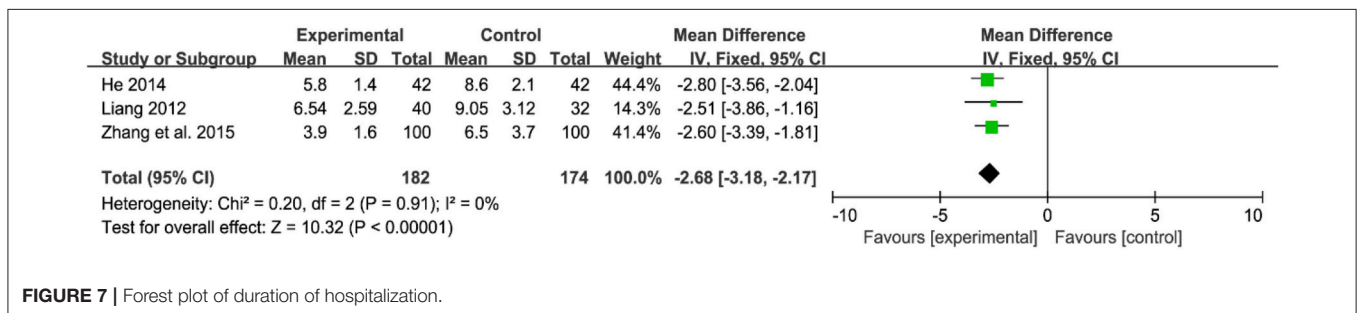 Experimental Control Mean Difference Mean Difference
Study or Subgroup Mean SD Total Mean SD Total Weight IV, Fixed, 95% CI IV, Fixed, 95% CI
He 2014 5.8 1.4 42 8.6 2.1 42 44.4% -2.80 [-3.56, -2.04]
Liang 2012 6.54 2.59 40 9.05 3.12 32 14.3% -2.51 [-3.86, -1.16]
Zhang et al. 2015 3.9 1.6 100 6.5 3.7 100 41.4% -2.60 [-3.39, -1.81]
Total (95% CI) 182 174 100.0% -2.68 [-3.18, -2.17]
Heterogeneity: Chi² = 0.20, df = 2 (P = 0.91); I² = 0%
Test for overall effect: Z = 10.32 (P < 0.00001)
-10 -5 0 5 10
Favours [experimental] Favours [control]
FIGURE 7 | Forest plot of duration of hospitalization.